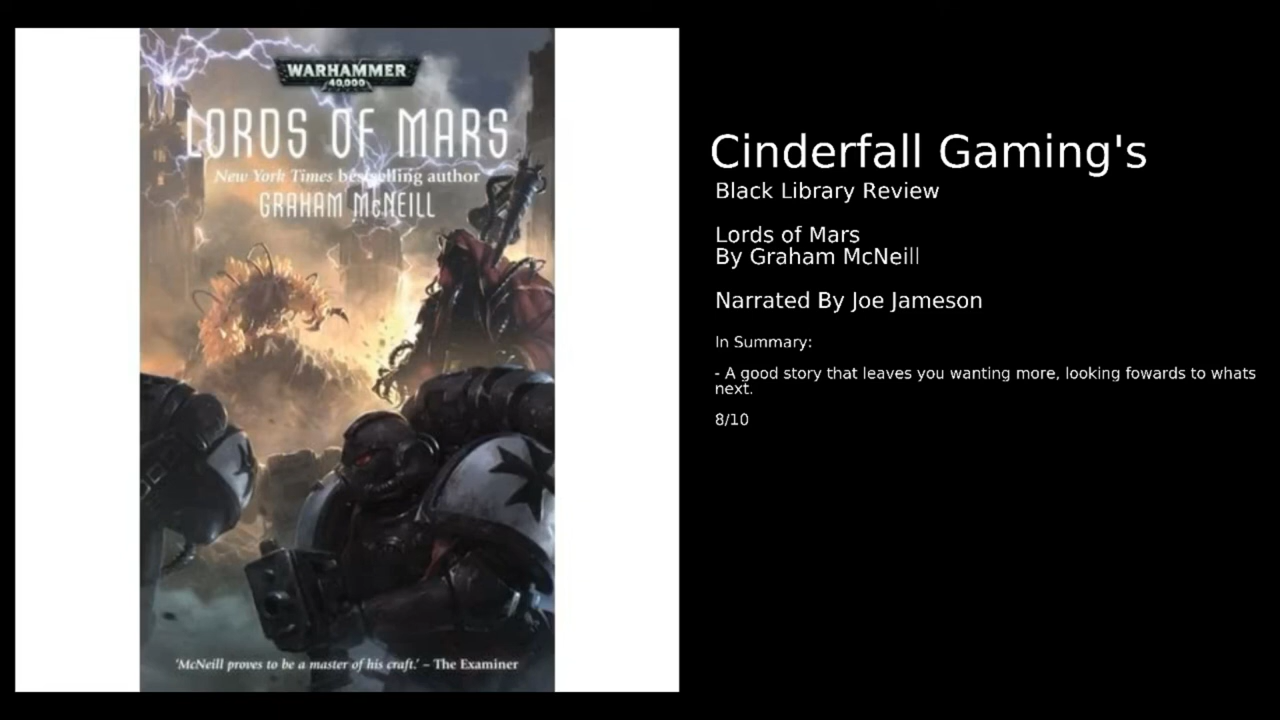 WARHAMMER
40,000
LORDS OF MARS
New York Times bestselling author
GRAHAM McNEILL
'McNeill proves to be a master of his craft.' – The Examiner
Cinderfall Gaming's
Black Library Review
Lords of Mars
By Graham McNeill
Narrated By Joe Jameson
In Summary:
- A good story that leaves you wanting more, looking fowards to whats
next.
8/10